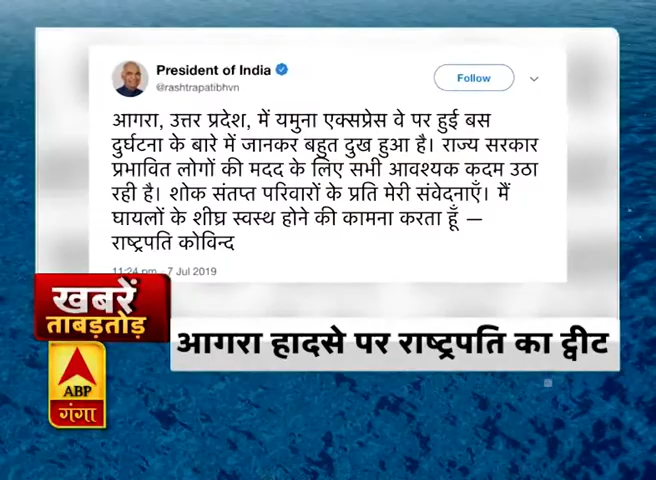 President of India
@rashtrapatibhvn
Follow
आगरा, उत्तर प्रदेश, में यमुना एक्सप्रेस वे पर हुई बस
दुर्घटना के बारे में जानकर बहुत दुख हुआ है। राज्य सरकार
प्रभावित लोगों की मदद के लिए सभी आवश्यक कदम उठा
रही है। शोक संतप्त परिवारों के प्रति मेरी संवेदनाएँ। मैं
घायलों के शीघ्र स्वस्थ होने की कामना करता हूँ —
राष्ट्रपति कोविन्द
11:24 pm - 7 Jul 2019
खबरें
ताबड़तोड़
आगरा हादसे पर राष्ट्रपति का ट्वीट
ABP
गंगा